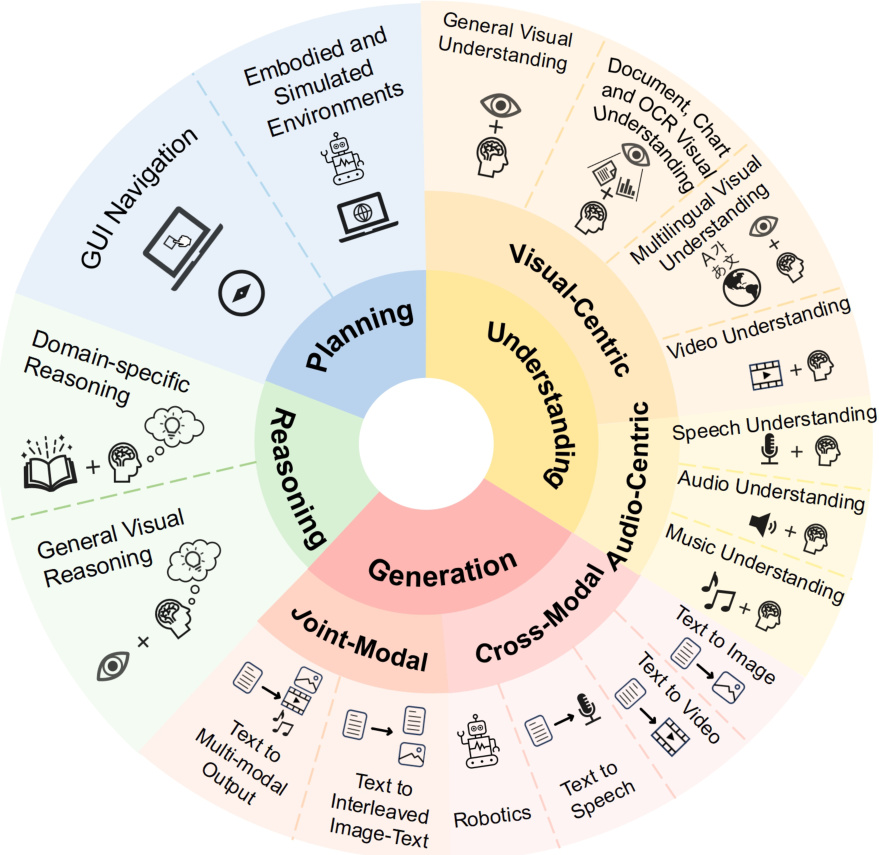 General Visual
Understanding
Document, Chart
and OCR Visual
Understanding
Multilingual Visual
Understanding
A가
あ文
Video Understanding
Speech Understanding
Audio Understanding
Music Understanding
Visual-Centric
Audio-Centric
Understanding
Text to Image
Text to Video
Text to
Speech
Robotics
Text to
Interleaved
Image-Text
Text to
Multi-modal
Output
Cross-Modal
Joint-Modal
Generation
General Visual
Reasoning
Domain-specific
Reasoning
Reasoning
GUI Navigation
Embodied and
Simulated
Environments
Planning